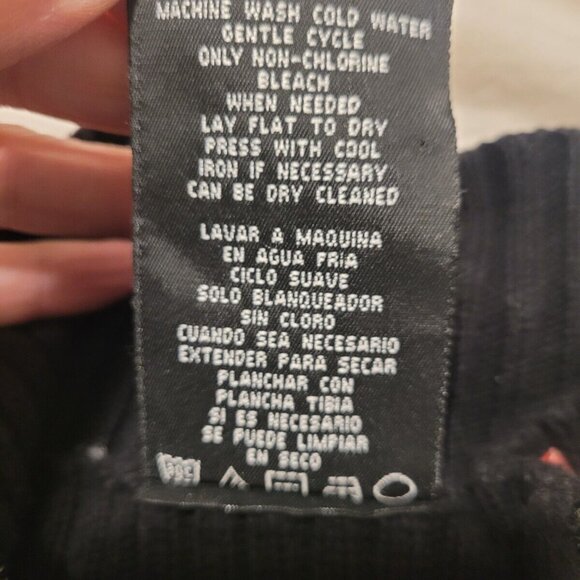 MACHINE WASH COLD WATER
GENTLE CYCLE
ONLY NON-CHLORINE
BLEACH
WHEN NEEDED
LAY FLAT TO DRY
PRESS WITH COOL
IRON IF NECESSARY
CAN BE DRY CLEANED
LAVAR A MAQUINA
EN AGUA FRIA
CICLO SUAVE
SOLO BLANQUEADOR
SIN CLORO
CUANDO SEA NECESARIO
EXTENDER PARA SECAR
PLANCHAR CON
PLANCHA TIBIA
SI ES NECESARIO
SE PUEDE LIMPIAR
EN SECO